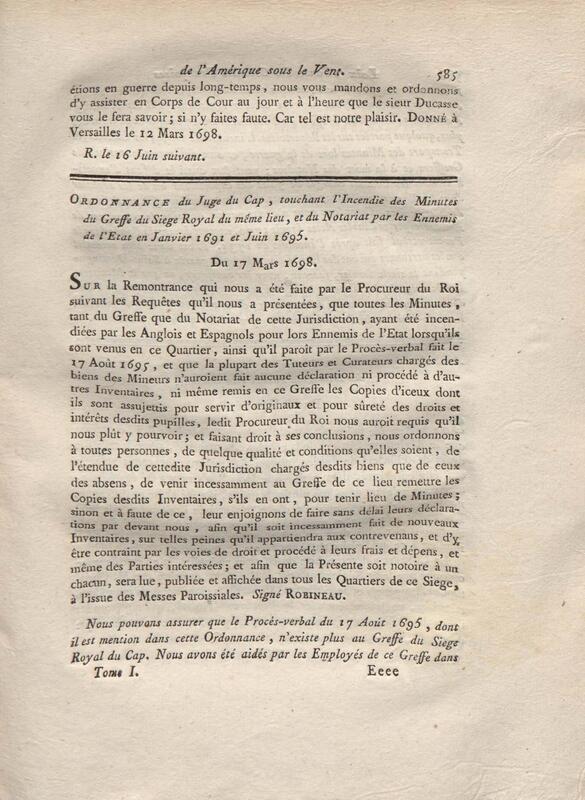 de l'Amérique sous le Vent. 585
étions en guerre depuis long-temps, nous vous mandons et ordonnons
d'y assister en Corps de Cour au jour et à l'heure que le sieur Ducasse
vous le fera savoir; si n'y faites faute. Car tel est notre plaisir. DONNÉ à
Versailles le 12 Mars 1698.
R. le 16 Juin suivant.
ORDONNANCE du Juge du Cap, touchant l'Incendie des Minutes
du Greffe du Siege Royal du même lieu, et du Notariat par les Ennemis
de l'Etat en Janvier 1691 et Juin 1695.
Du 17 Mars 1698.
SUR la Remontrance qui nous a été faite par le Procureur du Roi
suivant les Requêtes qu'il nous a présentées, que toutes les Minutes,
tant du Greffe que du Notariat de cette Jurisdiction, ayant été incen-
diées par les Anglois et Espagnols pour lors Ennemis de l'Etat lorsqu'ils
sont venus en ce Quartier, ainsi qu'il paroît par le Procès-verbal fait le
17 Août 1695, et que la plupart des Tuteurs et Curateurs chargés des
biens des Mineurs n'auroient fait aucune déclaration ni procédé à d'au-
tres Inventaires, ni même remis en ce Greffe les Copies d'iceux dont
ils sont assujettis pour servir d'originaux et pour sûreté des droits et
intérêts desdits pupilles, ledit Procureur du Roi nous auroit requis qu'il
nous plût y pourvoir; et faisant droit à ses conclusions, nous ordonnons
à toutes personnes, de quelque qualité et conditions qu'elles soient, de
l'étendue de cettedite Jurisdiction chargés desdits biens que de ceux
des absens, de venir incessamment au Greffe de ce lieu remettre les
Copies desdits Inventaires, s'ils en ont, pour tenir lieu de Minutes;
sinon et à faute de ce, leur enjoignons de faire sans délai leurs déclara-
tions par devant nous, afin qu'il soit incessamment fait de nouveaux
Inventaires, sur telles peines qu'il appartiendra aux contrevenans, et d'y
être contraint par les voies de droit et procédé à leurs frais et dépens, et
même des Parties intéressées; et afin que la Présente soit notoire à un
chacun, sera lue, publiée et affichée dans tous les Quartiers de ce Siege,
à l'issue des Messes Paroissiales. Signé ROBINEAU.
Nous pouvons assurer que le Procès-verbal du 17 Août 1695, dont
il est mention dans cette Ordonnance, n'existe plus au Greffe du Siege
Royal du Cap. Nous avons été aidés par les Employés de ce Greffe dans
Tome I. Eeee